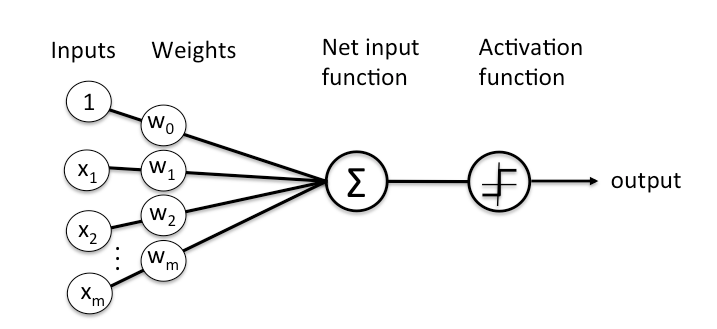 Inputs Weights
Net input
function
Activation
function
1
w0
x1
w1
x2
w2
⋮
xm
wm
Σ
output